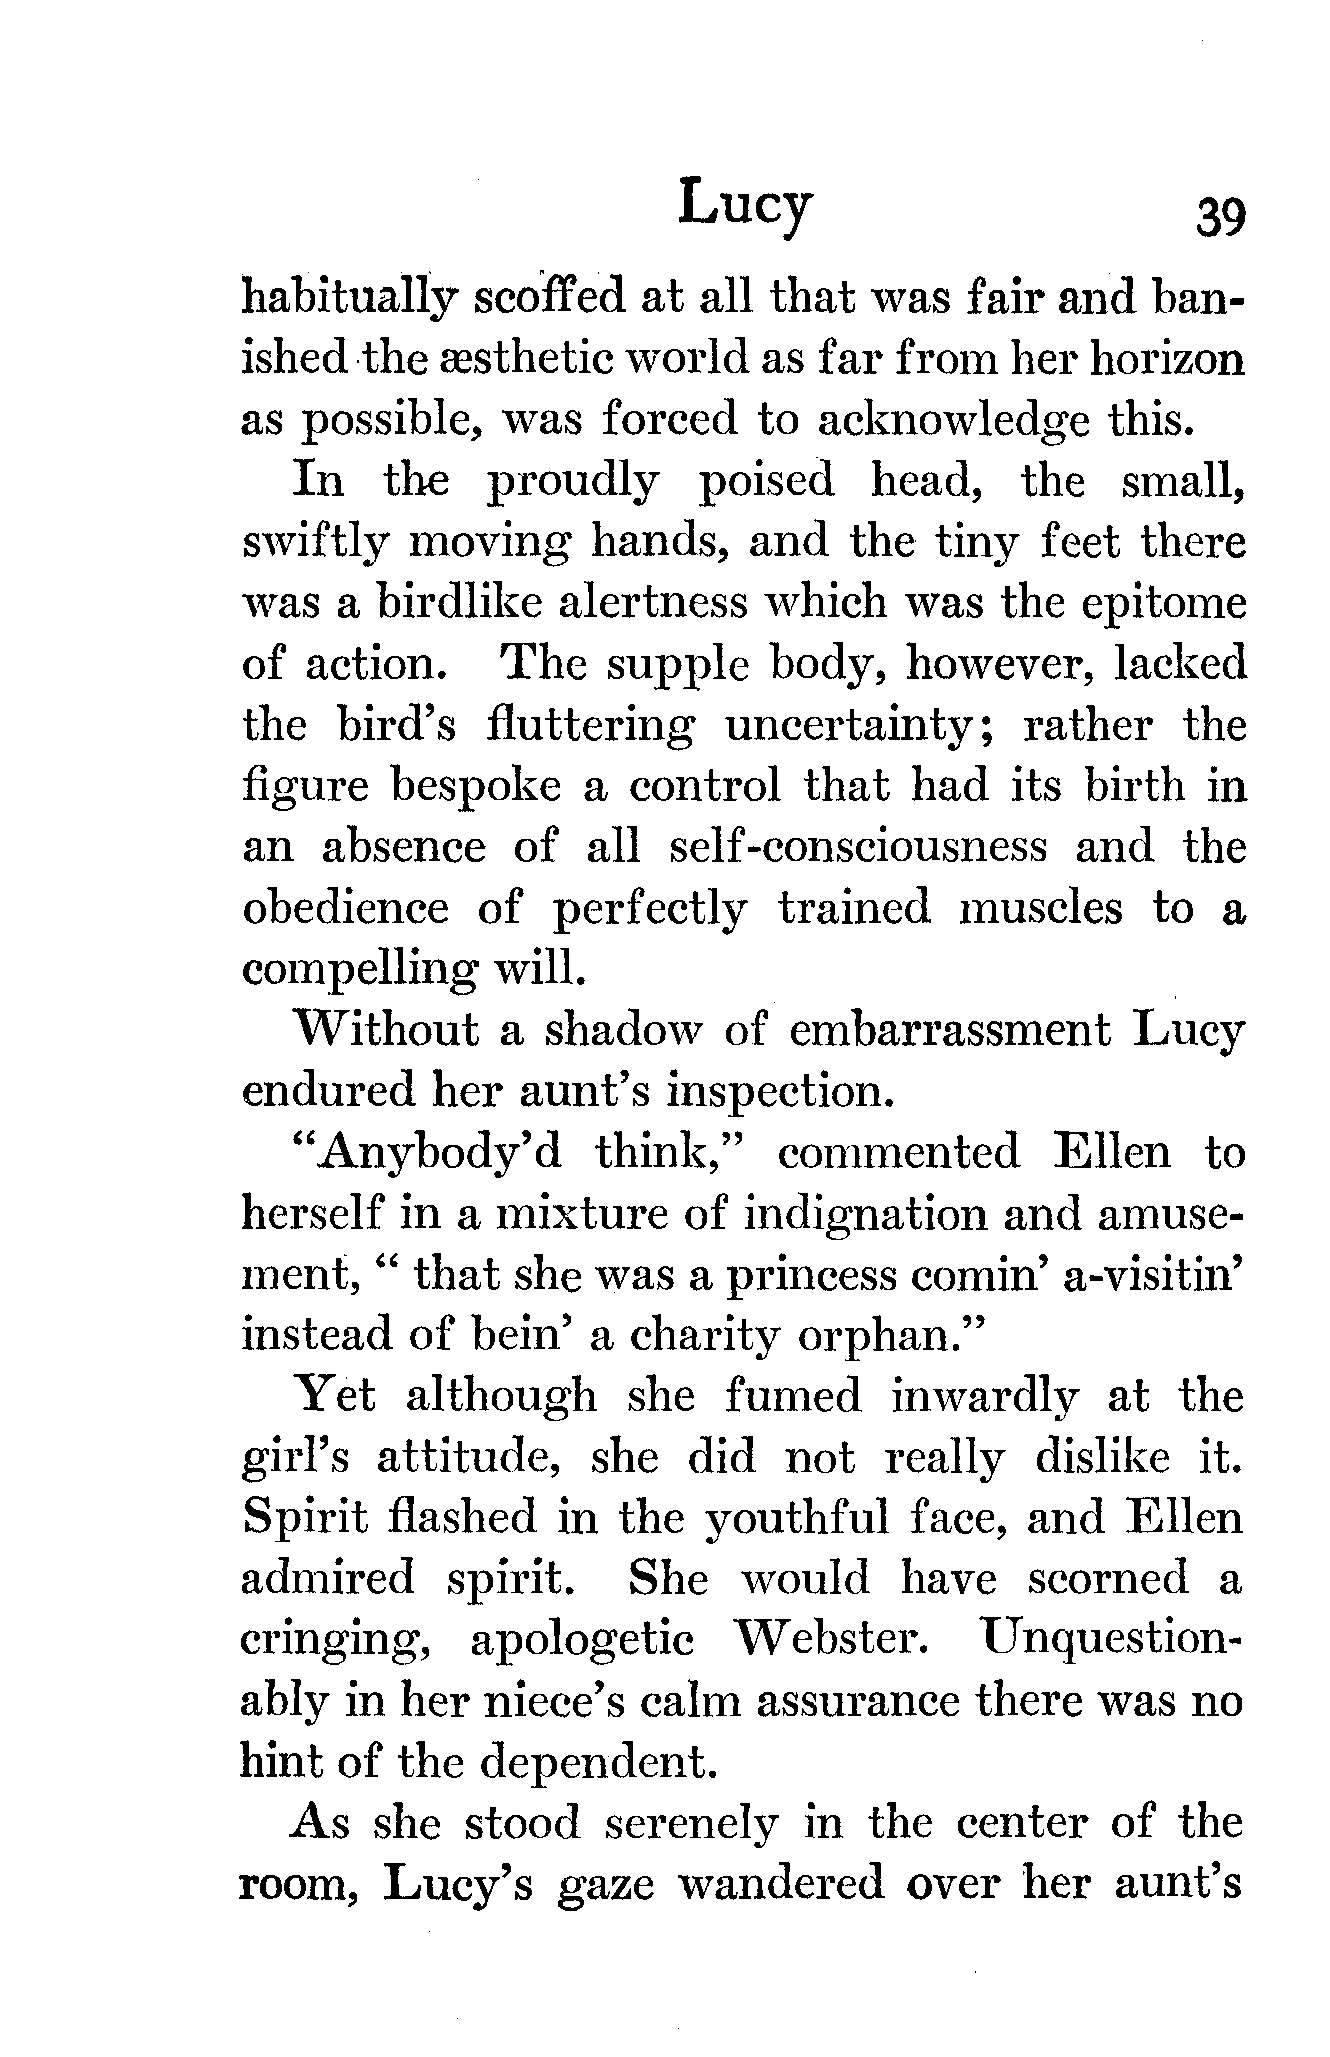 Lucy 39
habitually scoffed at all that was fair and ban-
ished the æsthetic world as far from her horizon
as possible, was forced to acknowledge this.
In the proudly poised head, the small,
swiftly moving hands, and the tiny feet there
was a birdlike alertness which was the epitome
of action. The supple body, however, lacked
the bird's fluttering uncertainty; rather the
figure bespoke a control that had its birth in
an absence of all self-consciousness and the
obedience of perfectly trained muscles to a
compelling will.
Without a shadow of embarrassment Lucy
endured her aunt's inspection.
“Anybody’d think,” commented Ellen to
herself in a mixture of indignation and amuse-
ment, “ that she was a princess comin’ a-visitin’
instead of bein’ a charity orphan.”
Yet although she fumed inwardly at the
girl’s attitude, she did not really dislike it.
Spirit flashed in the youthful face, and Ellen
admired spirit. She would have scorned a
cringing, apologetic Webster. Unquestion-
ably in her niece’s calm assurance there was no
hint of the dependent.
As she stood serenely in the center of the
room, Lucy’s gaze wandered over her aunt’s